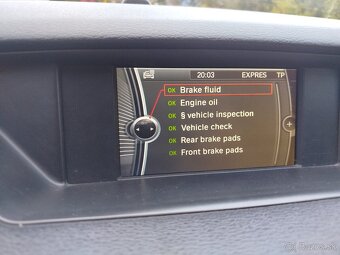 20:03 EXPRES TP
OK Brake fluid
OK Engine oil
OK § vehicle inspection
OK Vehicle check
OK Rear brake pads
OK Front brake pads